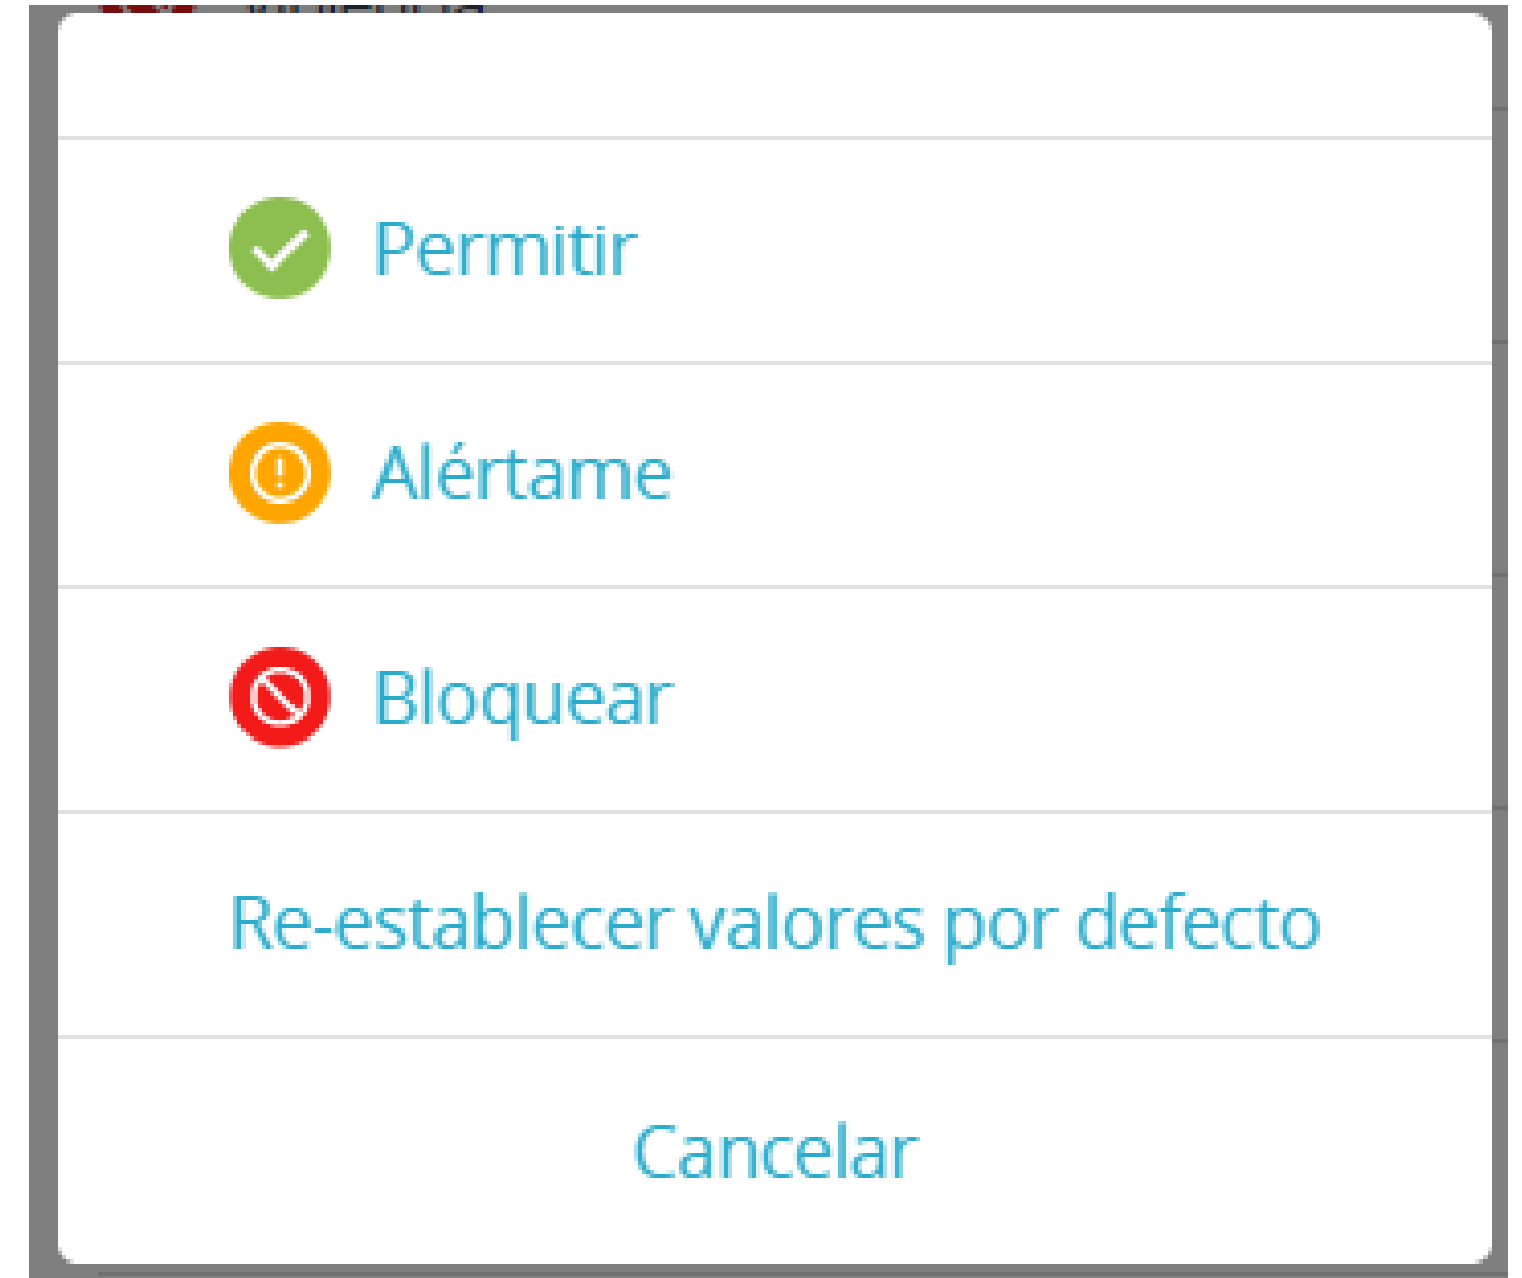 Permitir
Alértame
Bloquear
Re-establecer valores por defecto
Cancelar